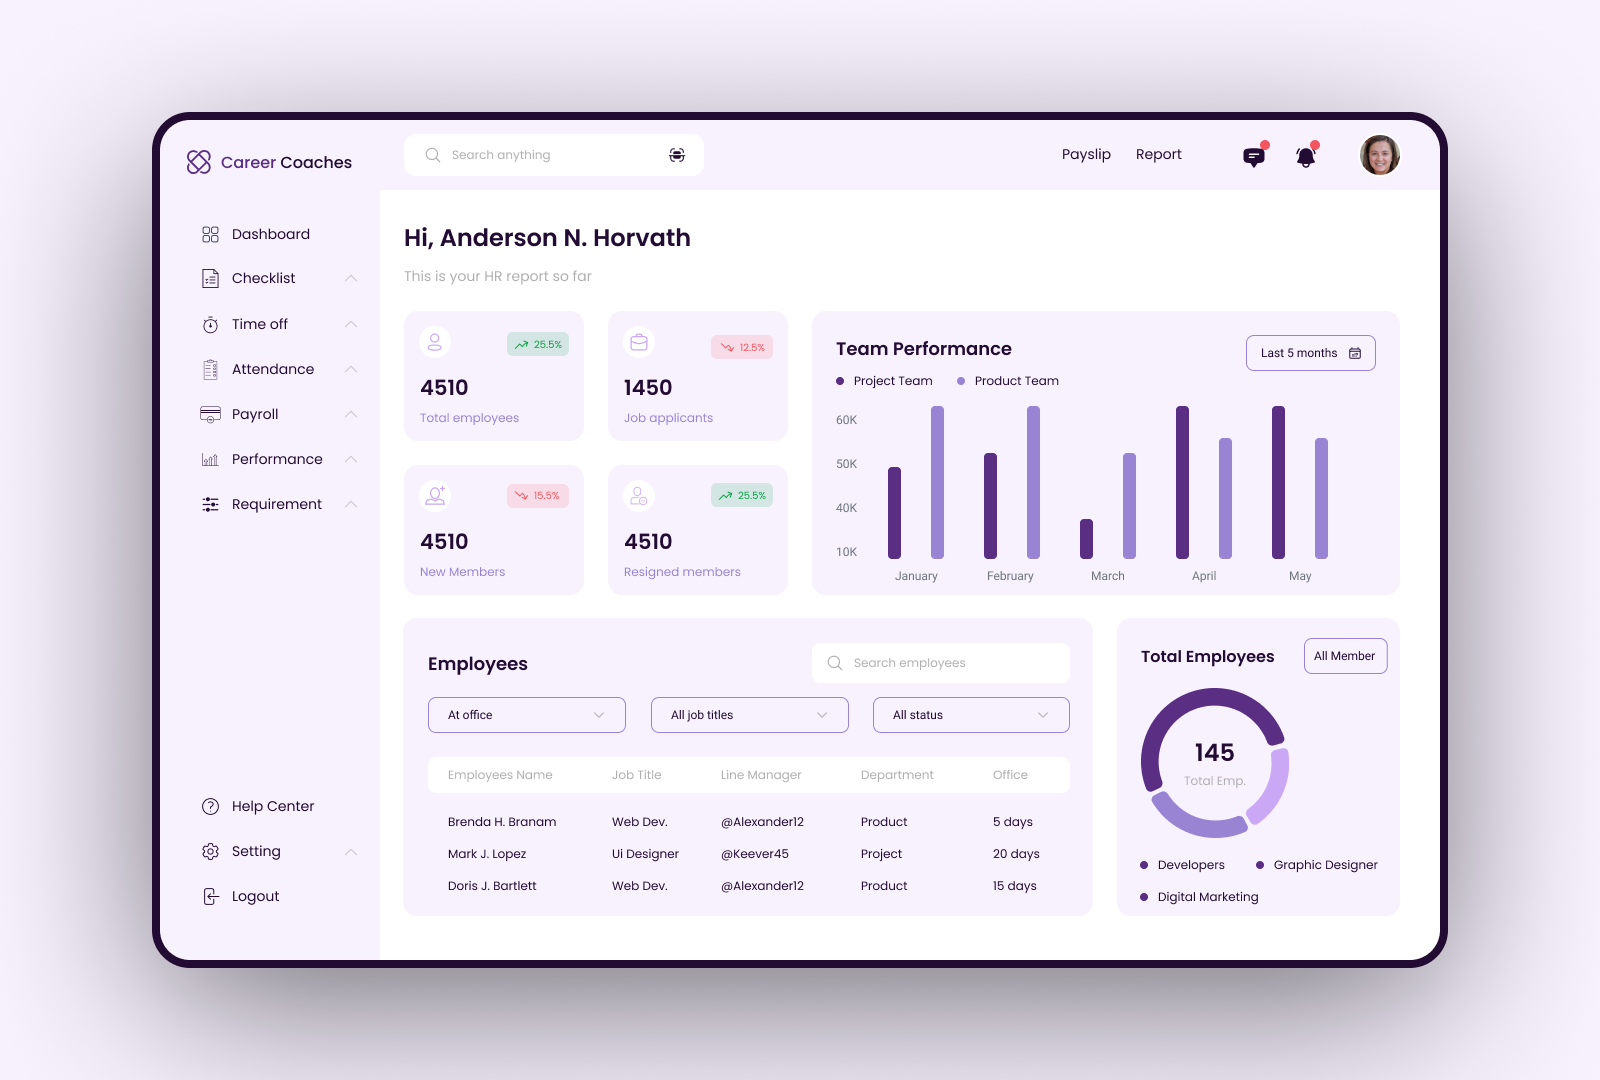 Career Coaches
Search anything
Payslip
Report
Dashboard
Checklist
Time off
Attendance
Payroll
Performance
Requirement
Help Center
Setting
Logout
Hi, Anderson N. Horvath
This is your HR report so far
25.5%
4510
Total employees
12.5%
1450
Job applicants
15.5%
4510
New Members
25.5%
4510
Resigned members
Team Performance
Last 5 months
Project Team
Product Team
60K
50K
40K
10K
January
February
March
April
May
Employees
Search employees
At office
All job titles
All status
Employees Name Job Title Line Manager Department Office
Brenda H. Branam Web Dev. @Alexander12 Product 5 days
Mark J. Lopez Ui Designer @Keever45 Project 20 days
Doris J. Bartlett Web Dev. @Alexander12 Product 15 days
Total Employees
All Member
145
Total Emp.
Developers
Graphic Designer
Digital Marketing